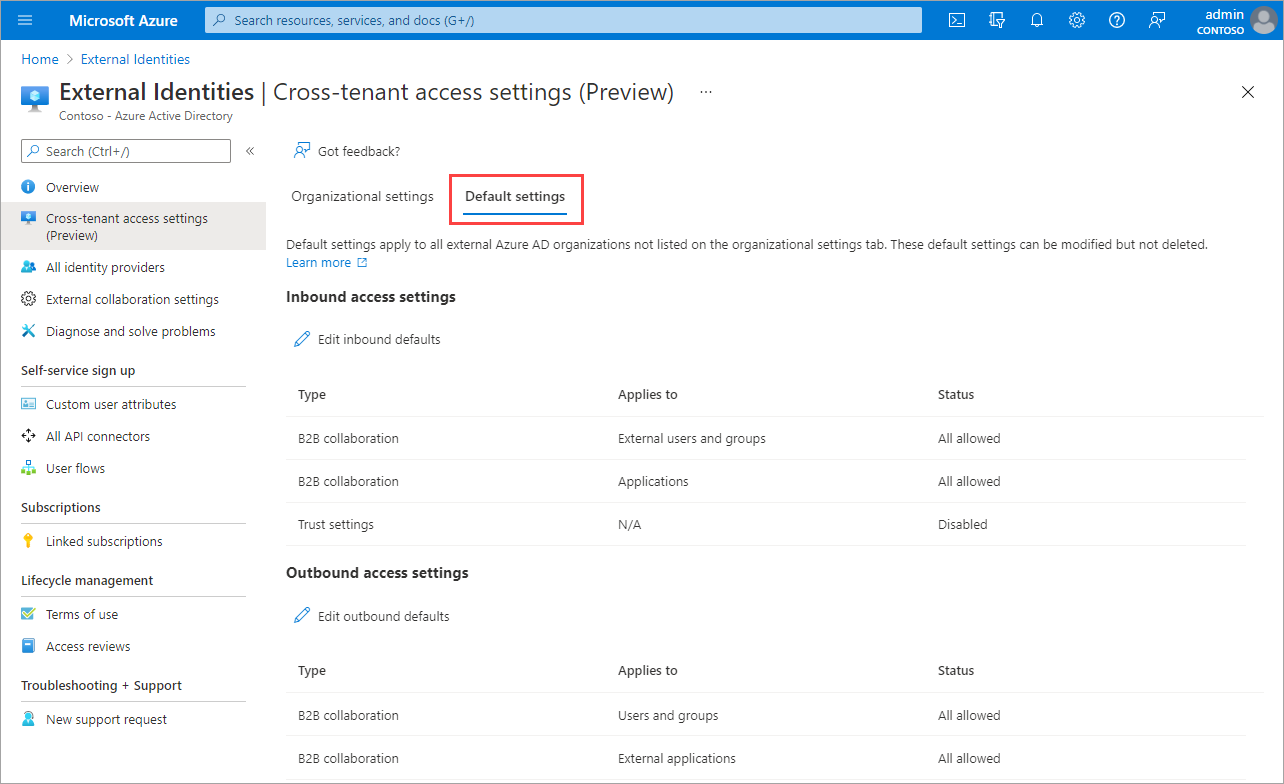 Microsoft Azure
Search resources, services, and docs (G+/)
admin
CONTOSO
Home > External Identities
External Identities | Cross-tenant access settings (Preview) ...
Contoso - Azure Active Directory
Search (Ctrl+/)
«
Overview
Cross-tenant access settings
(Preview)
All identity providers
External collaboration settings
Diagnose and solve problems
Self-service sign up
Custom user attributes
All API connectors
User flows
Subscriptions
Linked subscriptions
Lifecycle management
Terms of use
Access reviews
Troubleshooting + Support
New support request
Got feedback?
Organizational settings Default settings
Default settings apply to all external Azure AD organizations not listed on the organizational settings tab. These default settings can be modified but not deleted.
Learn more
Inbound access settings
Edit inbound defaults
Type Applies to Status
B2B collaboration External users and groups All allowed
B2B collaboration Applications All allowed
Trust settings N/A Disabled
Outbound access settings
Edit outbound defaults
Type Applies to Status
B2B collaboration Users and groups All allowed
B2B collaboration External applications All allowed